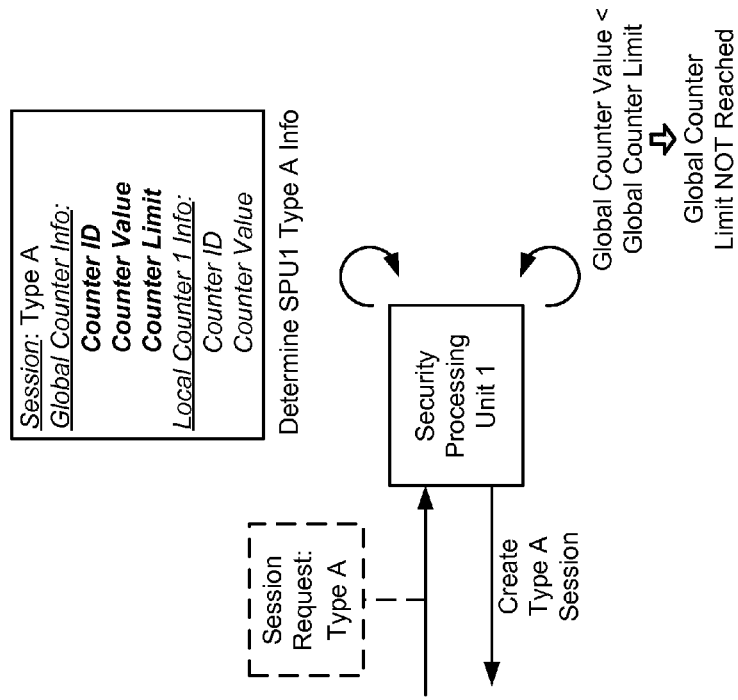 Session: Type A
Global Counter Info:
Counter ID
Counter Value
Counter Limit
Local Counter 1 Info:
Counter ID
Counter Value
Determine SPU1 Type A Info
Session
Request:
Type A
Security
Processing
Unit 1
Create
Type A
Session
Global Counter Value <
Global Counter Limit
Global Counter
Limit NOT Reached